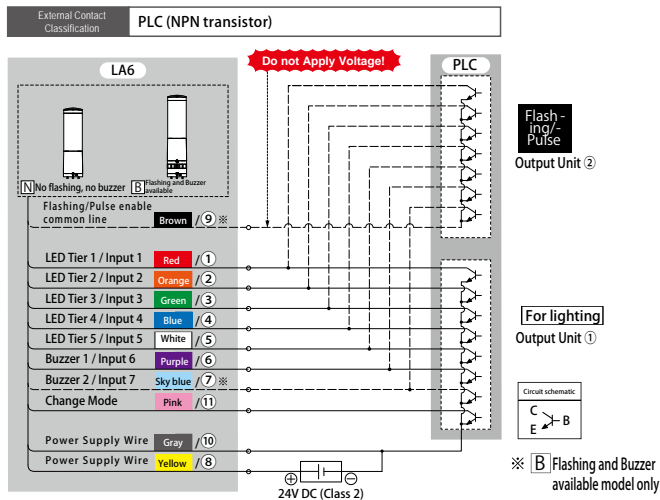 External Contact
Classification
PLC (NPN transistor)
Do not Apply Voltage!
LA6
PLC
N No flashing, no buzzer
B Flashing and Buzzer
available
Flashing/Pulse enable
common line
Brown /⑨ ※
LED Tier 1 / Input 1 Red /①
LED Tier 2 / Input 2 Orange /②
LED Tier 3 / Input 3 Green /③
LED Tier 4 / Input 4 Blue /④
LED Tier 5 / Input 5 White /⑤
Buzzer 1 / Input 6 Purple /⑥
Buzzer 2 / Input 7 Sky blue /⑦ ※
Change Mode Pink /⑪
Power Supply Wire Gray /⑩
Power Supply Wire Yellow /⑧
⊕ ⊖
24V DC (Class 2)
Flash-
ing/-
Pulse
Output Unit ②
For lighting
Output Unit ①
Circuit schematic
C
E
B
※ B Flashing and Buzzer
available model only